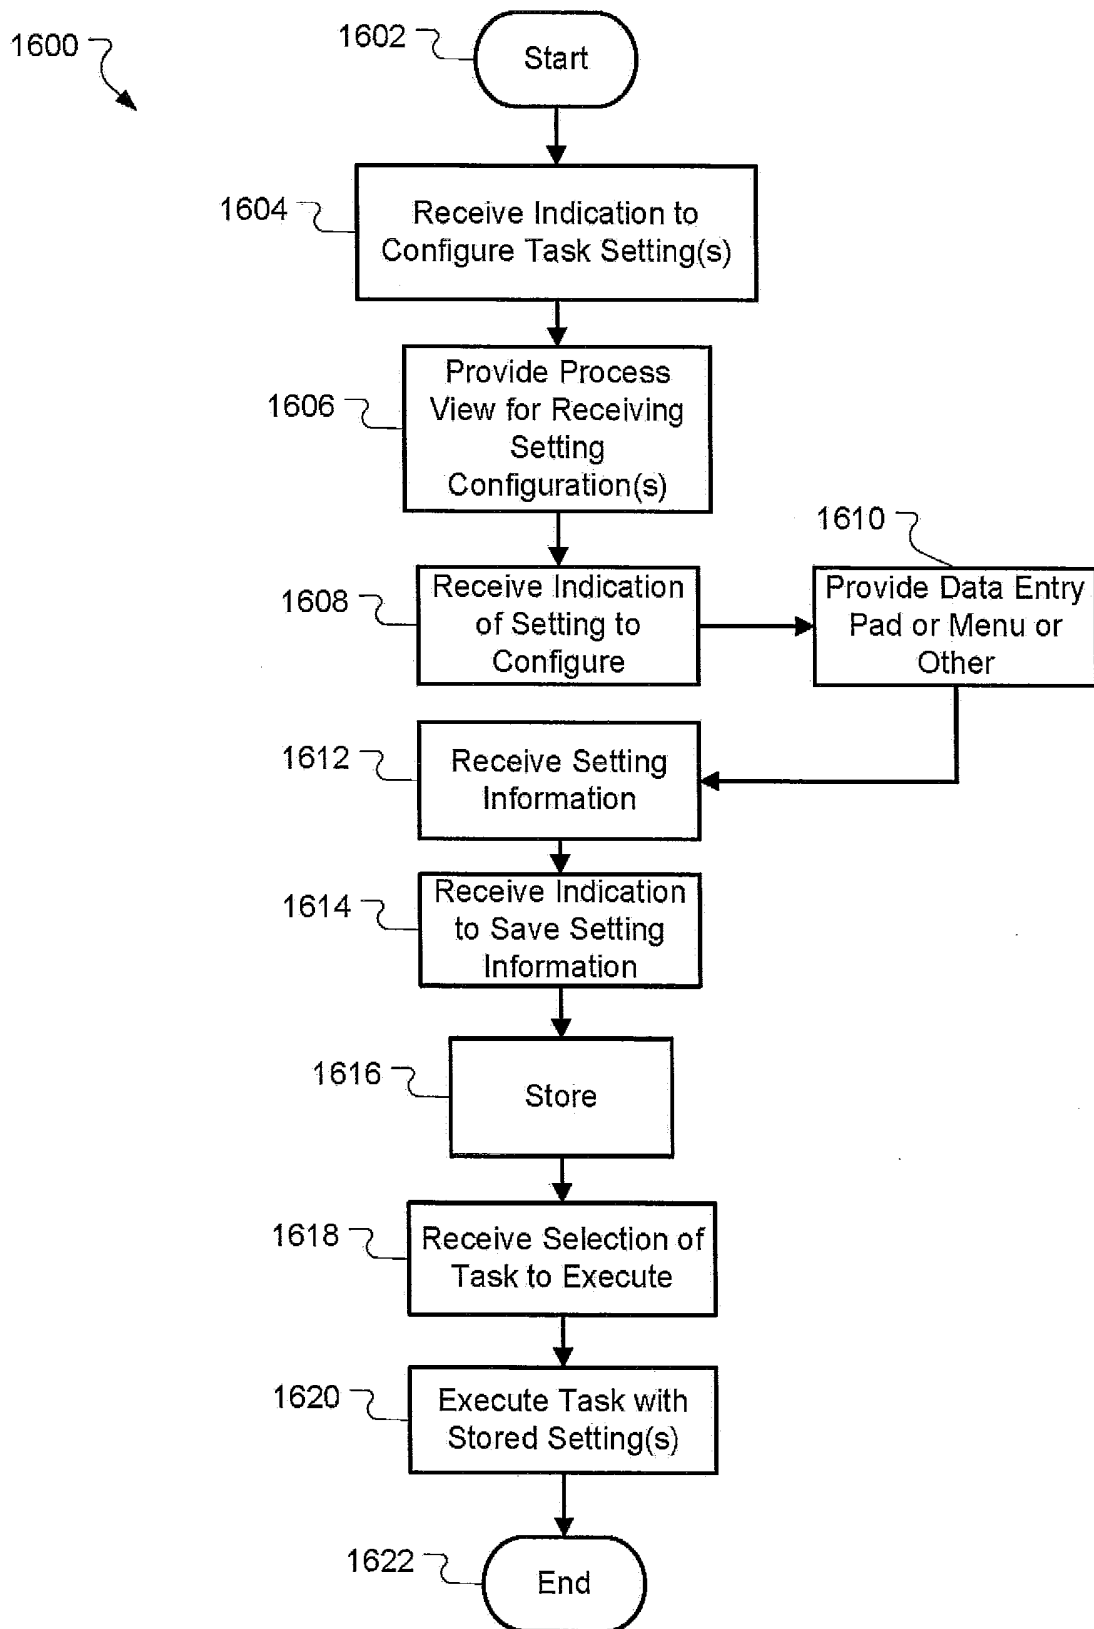 1600
1602
Start
1604
Receive Indication to
Configure Task Setting(s)
1606
Provide Process
View for Receiving
Setting
Configuration(s)
1608
Receive Indication
of Setting to
Configure
1610
Provide Data Entry
Pad or Menu or
Other
1612
Receive Setting
Information
1614
Receive Indication
to Save Setting
Information
1616
Store
1618
Receive Selection of
Task to Execute
1620
Execute Task with
Stored Setting(s)
1622
End